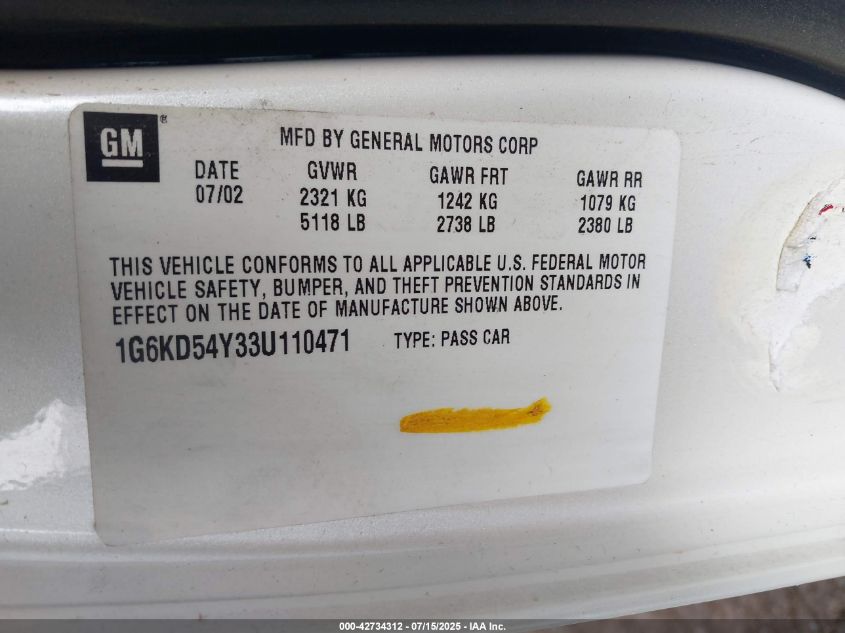 GM®
MFD BY GENERAL MOTORS CORP
DATE GVWR GAWR FRT GAWR RR
07/02 2321 KG 1242 KG 1079 KG
5118 LB 2738 LB 2380 LB
THIS VEHICLE CONFORMS TO ALL APPLICABLE U.S. FEDERAL MOTOR
VEHICLE SAFETY, BUMPER, AND THEFT PREVENTION STANDARDS IN
EFFECT ON THE DATE OF MANUFACTURE SHOWN ABOVE.
1G6KD54Y33U110471 TYPE: PASS CAR
000-42734312 - 07/15/2025 - IAA Inc.